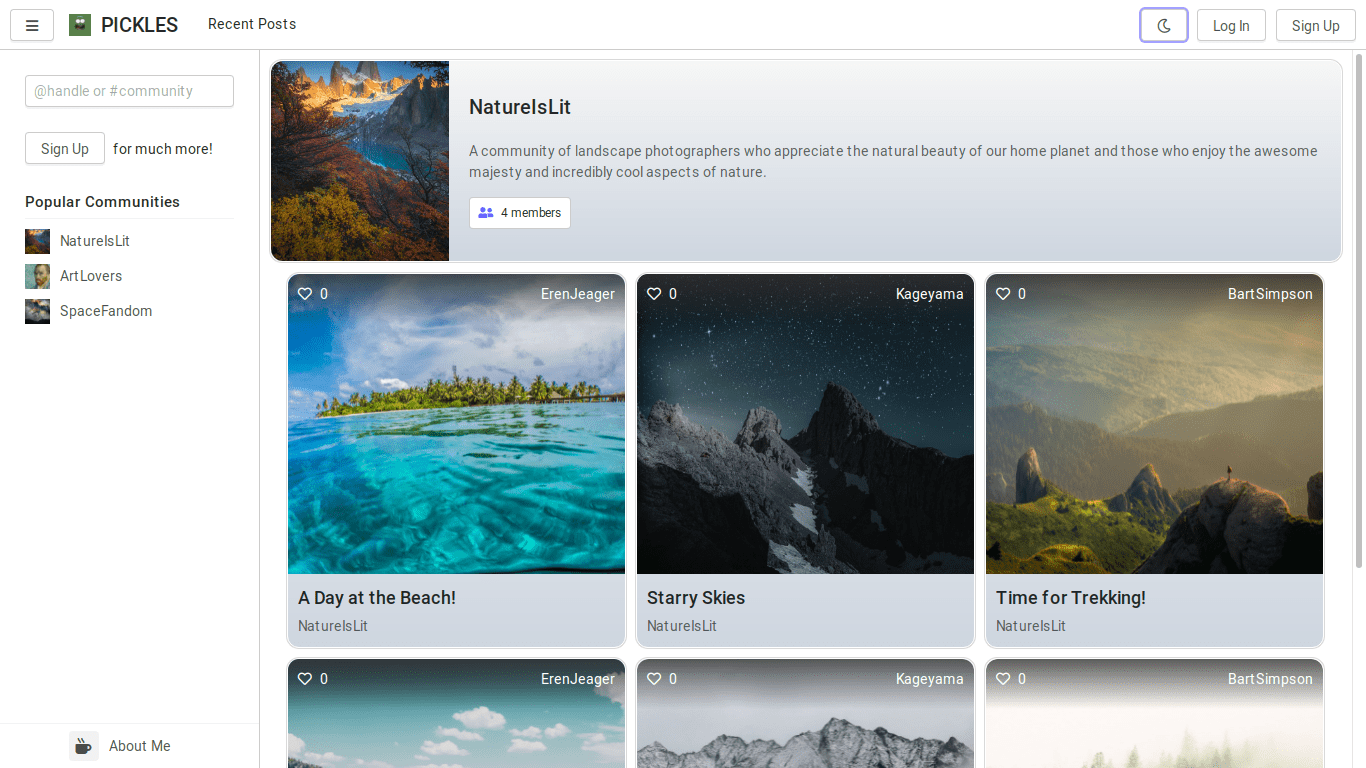 PICKLES
Recent Posts
Log In
Sign Up
@handle or #community
Sign Up
for much more!
Popular Communities
NatureIsLit
ArtLovers
SpaceFandom
About Me
NatureIsLit
A community of landscape photographers who appreciate the natural beauty of our home planet and those who enjoy the awesome
majesty and incredibly cool aspects of nature.
4 members
0
ErenJeager
A Day at the Beach!
NatureIsLit
0
Kageyama
Starry Skies
NatureIsLit
0
BartSimpson
Time for Trekking!
NatureIsLit
0
ErenJeager
0
Kageyama
0
BartSimpson